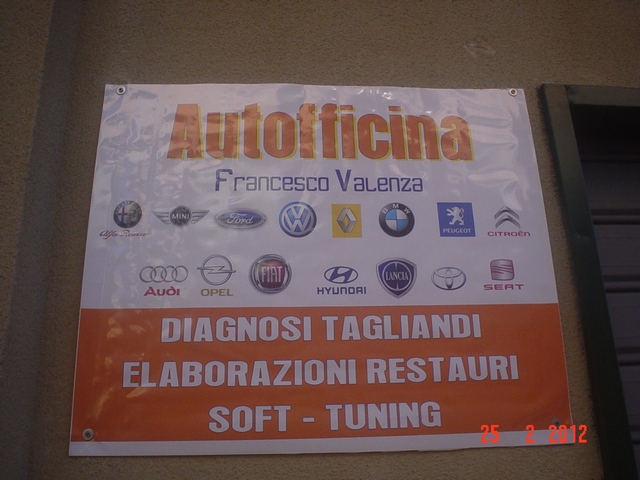 Autofficina
Francesco Valenza
Alfa Romeo MINI Ford RENAULT BMW PEUGEOT CITROËN
Audi OPEL FIAT HYUNDAI LANCIA SEAT
DIAGNOSI TAGLIANDI
ELABORAZIONI RESTAURI
SOFT - TUNING
25 2 2012